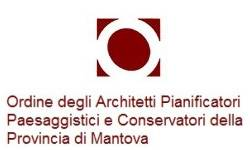 Ordine degli Architetti Pianificatori
Paesaggistici e Conservatori della
Provincia di Mantova